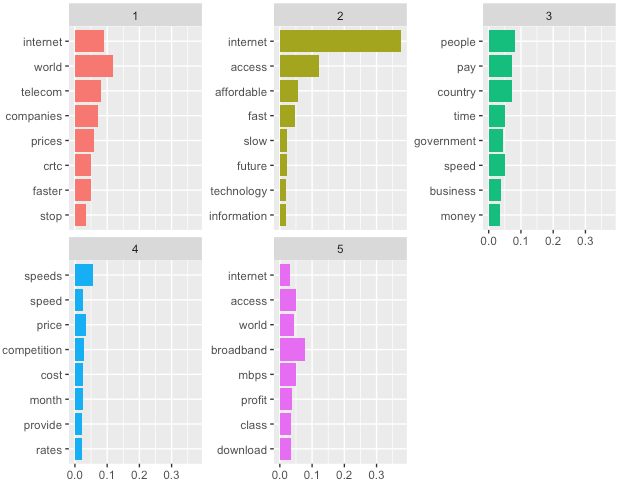 1
internet
world
telecom
companies
prices
crtc
faster
stop
2
internet
access
affordable
fast
slow
future
technology
information
3
people
pay
country
time
government
speed
business
money
0.0 0.1 0.2 0.3
4
speeds
speed
price
competition
cost
month
provide
rates
0.0 0.1 0.2 0.3
5
internet
access
world
broadband
mbps
profit
class
download
0.0 0.1 0.2 0.3